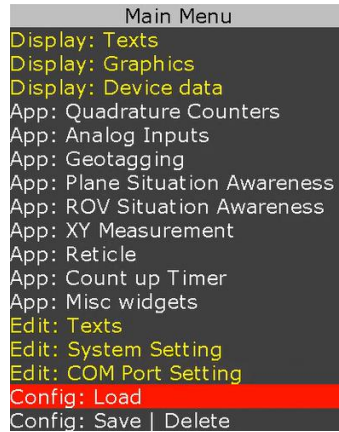 Main Menu
Display: Texts
Display: Graphics
Display: Device data
App: Quadrature Counters
App: Analog Inputs
App: Geotagging
App: Plane Situation Awareness
App: ROV Situation Awareness
App: XY Measurement
App: Reticle
App: Count up Timer
App: Misc widgets
Edit: Texts
Edit: System Setting
Edit: COM Port Setting
Config: Load
Config: Save | Delete